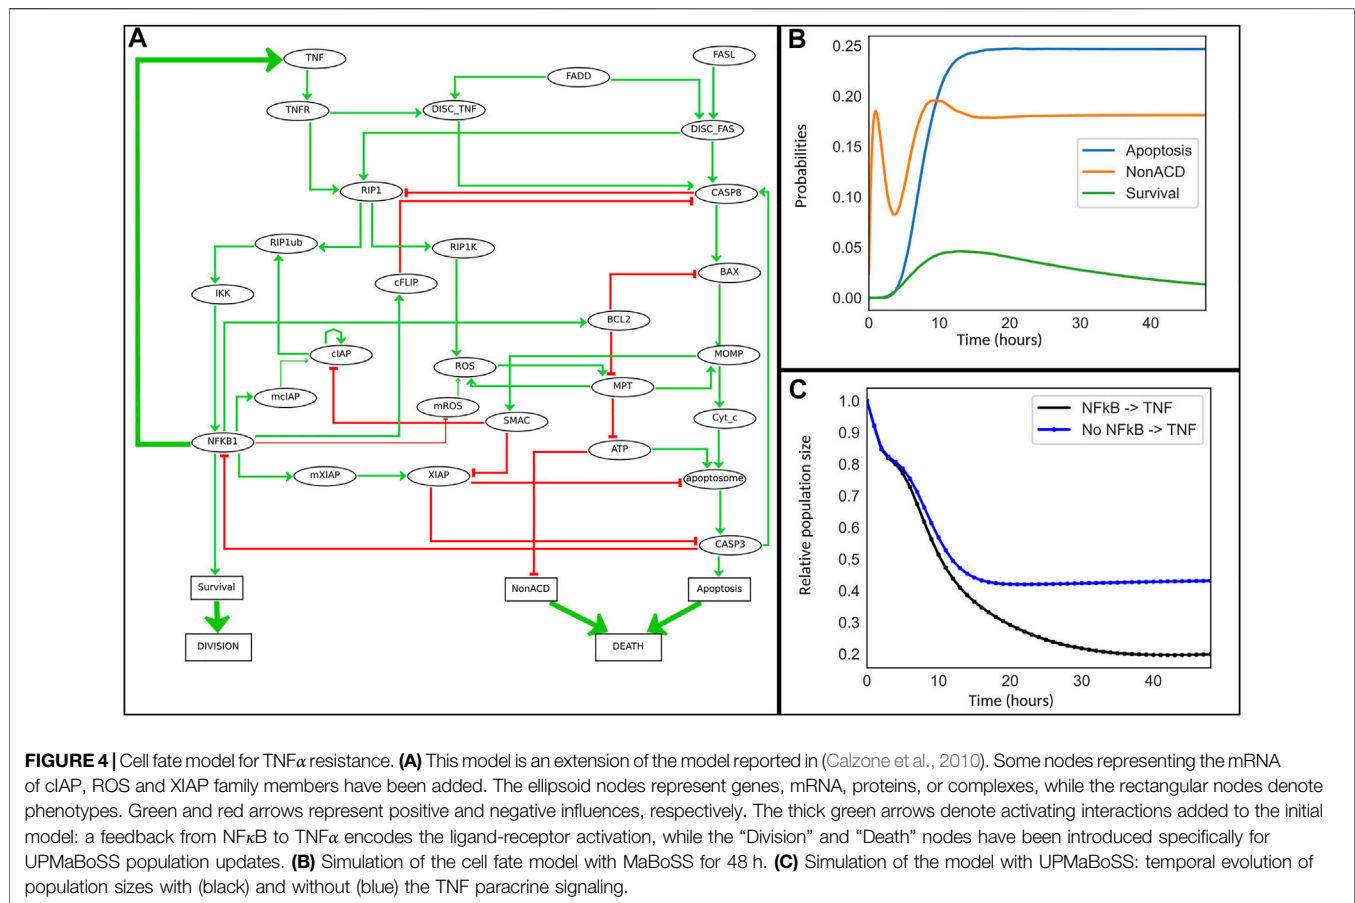 A
TNF
FASL
FADD
TNFR
DISC_TNF
DISC_FAS
RIP1
CASP8
RIP1ub
RIP1K
BAX
cFLIP
IKK
BCL2
cIAP
MOMP
ROS
MPT
mcIAP
mROS
SMAC
Cyt_c
NFKB1
ATP
mXIAP
XIAP
apoptosome
CASP3
Survival
NonACD
Apoptosis
DIVISION
DEATH
B
0.25
0.20
0.15
0.10
0.05
0.00
Probabilities
Apoptosis
NonACD
Survival
0 10 20 30 40
Time (hours)
C
1.0
0.9
0.8
0.7
0.6
0.5
0.4
0.3
0.2
Relative population size
NFkB -> TNF
No NFkB -> TNF
0 10 20 30 40
Time (hours)
FIGURE 4 | Cell fate model for TNFα resistance. (A) This model is an extension of the model reported in (Calzone et al., 2010). Some nodes representing the mRNA
of cIAP, ROS and XIAP family members have been added. The ellipsoid nodes represent genes, mRNA, proteins, or complexes, while the rectangular nodes denote
phenotypes. Green and red arrows represent positive and negative influences, respectively. The thick green arrows denote activating interactions added to the initial
model: a feedback from NFκB to TNFα encodes the ligand-receptor activation, while the “Division” and “Death” nodes have been introduced specifically for
UPMaBoSS population updates. (B) Simulation of the cell fate model with MaBoSS for 48 h. (C) Simulation of the model with UPMaBoSS: temporal evolution of
population sizes with (black) and without (blue) the TNF paracrine signaling.